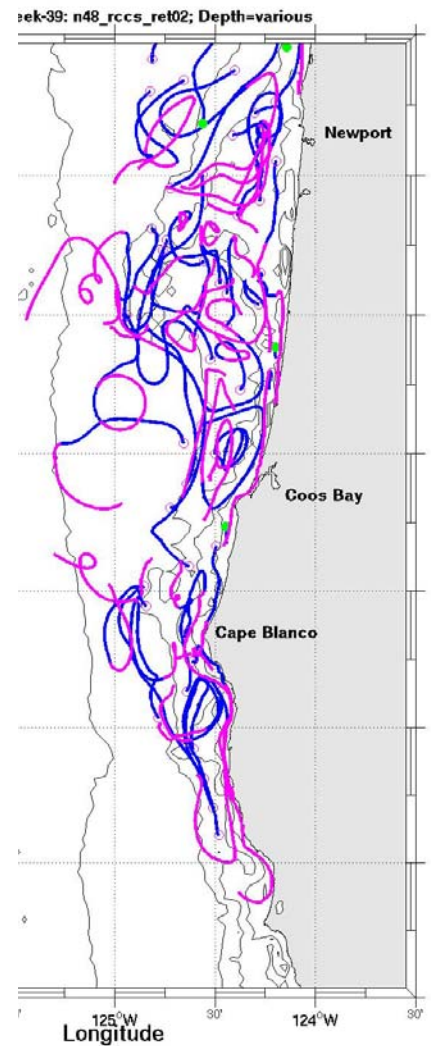 eek-39: n48_rccs_ret02; Depth=various
Newport
Coos Bay
Cape Blanco
125°W 30' 124°W 30'
Longitude